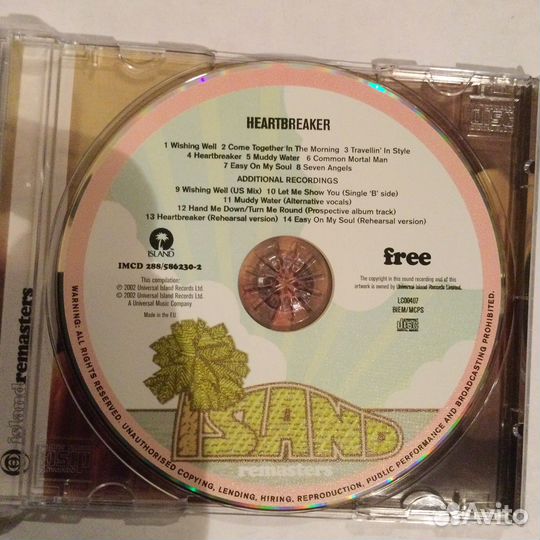 HEARTBREAKER
1 Wishing Well 2 Come Together In The Morning 3 Travellin' In Style
4 Heartbreaker 5 Muddy Water 6 Common Mortal Man
7 Easy On My Soul 8 Seven Angels
ADDITIONAL RECORDINGS
9 Wishing Well (US Mix) 10 Let Me Show You (Single 'B' side)
11 Muddy Water (Alternative vocals)
12 Hand Me Down/Turn Me Round (Prospective album track)
13 Heartbreaker (Rehearsal version) 14 Easy On My Soul (Rehearsal version)
ISLAND
IMCD 288/586230-2
This compilation:
℗ 2002 Universal Island Records Ltd.
© 2002 Universal Island Records Ltd.
A Universal Music Company
Made in the EU
free
The copyright in this sound recording and all of this
artwork is owned by Universal Island Records Limited.
LC00407
BIEM/MCPS
ISLAND
remasters
WARNING: ALL RIGHTS RESERVED. UNAUTHORISED COPYING, LENDING, HIRING, REPRODUCTION, PUBLIC PERFORMANCE AND BROADCASTING PROHIBITED.
island remasters
Avito